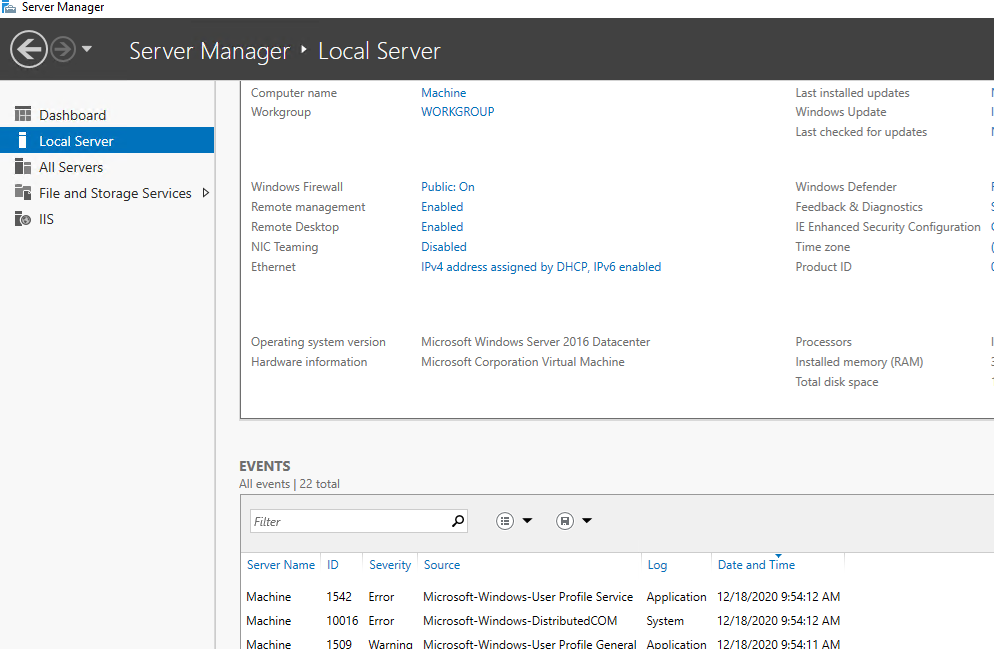 Server Manager
Server Manager ‣ Local Server
Dashboard
Local Server
All Servers
File and Storage Services
IIS
Computer name Machine Last installed updates
Workgroup WORKGROUP Windows Update
Last checked for updates
Windows Firewall Public: On Windows Defender
Remote management Enabled Feedback & Diagnostics
Remote Desktop Enabled IE Enhanced Security Configuration
NIC Teaming Disabled Time zone
Ethernet IPv4 address assigned by DHCP, IPv6 enabled Product ID
Operating system version Microsoft Windows Server 2016 Datacenter Processors
Hardware information Microsoft Corporation Virtual Machine Installed memory (RAM)
Total disk space
EVENTS
All events | 22 total
Filter
Server Name ID Severity Source Log Date and Time
Machine 1542 Error Microsoft-Windows-User Profile Service Application 12/18/2020 9:54:12 AM
Machine 10016 Error Microsoft-Windows-DistributedCOM System 12/18/2020 9:54:12 AM
Machine 1509 Warning Microsoft-Windows-User Profile General Application 12/18/2020 9:54:11 AM